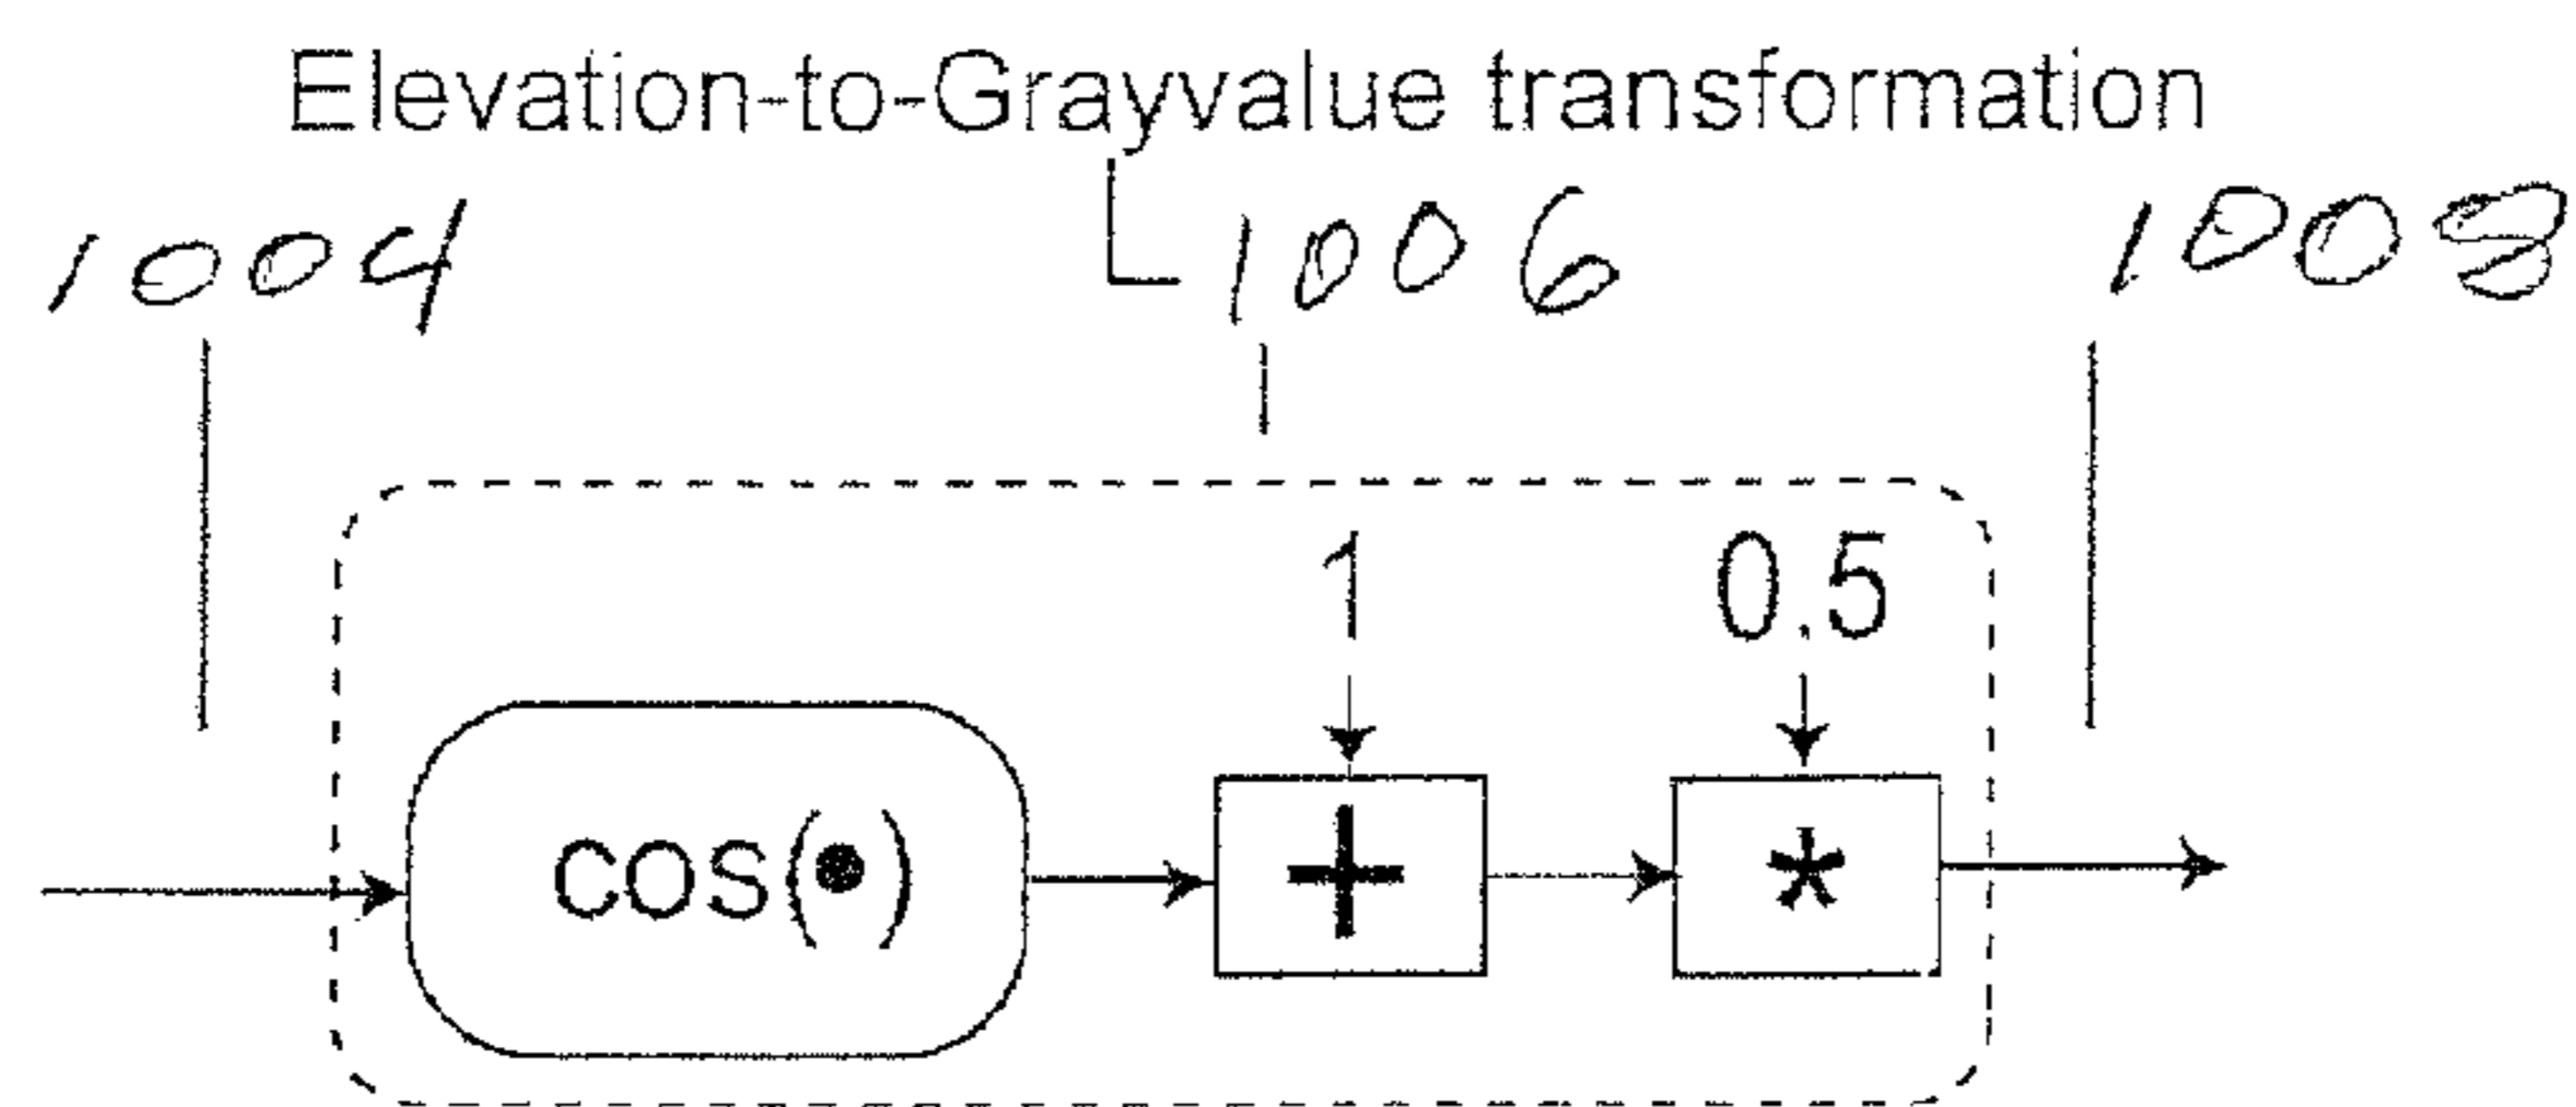 Elevation-to-Grayvalue transformation
1004 1006 1008
1 0.5
cos(•) + *